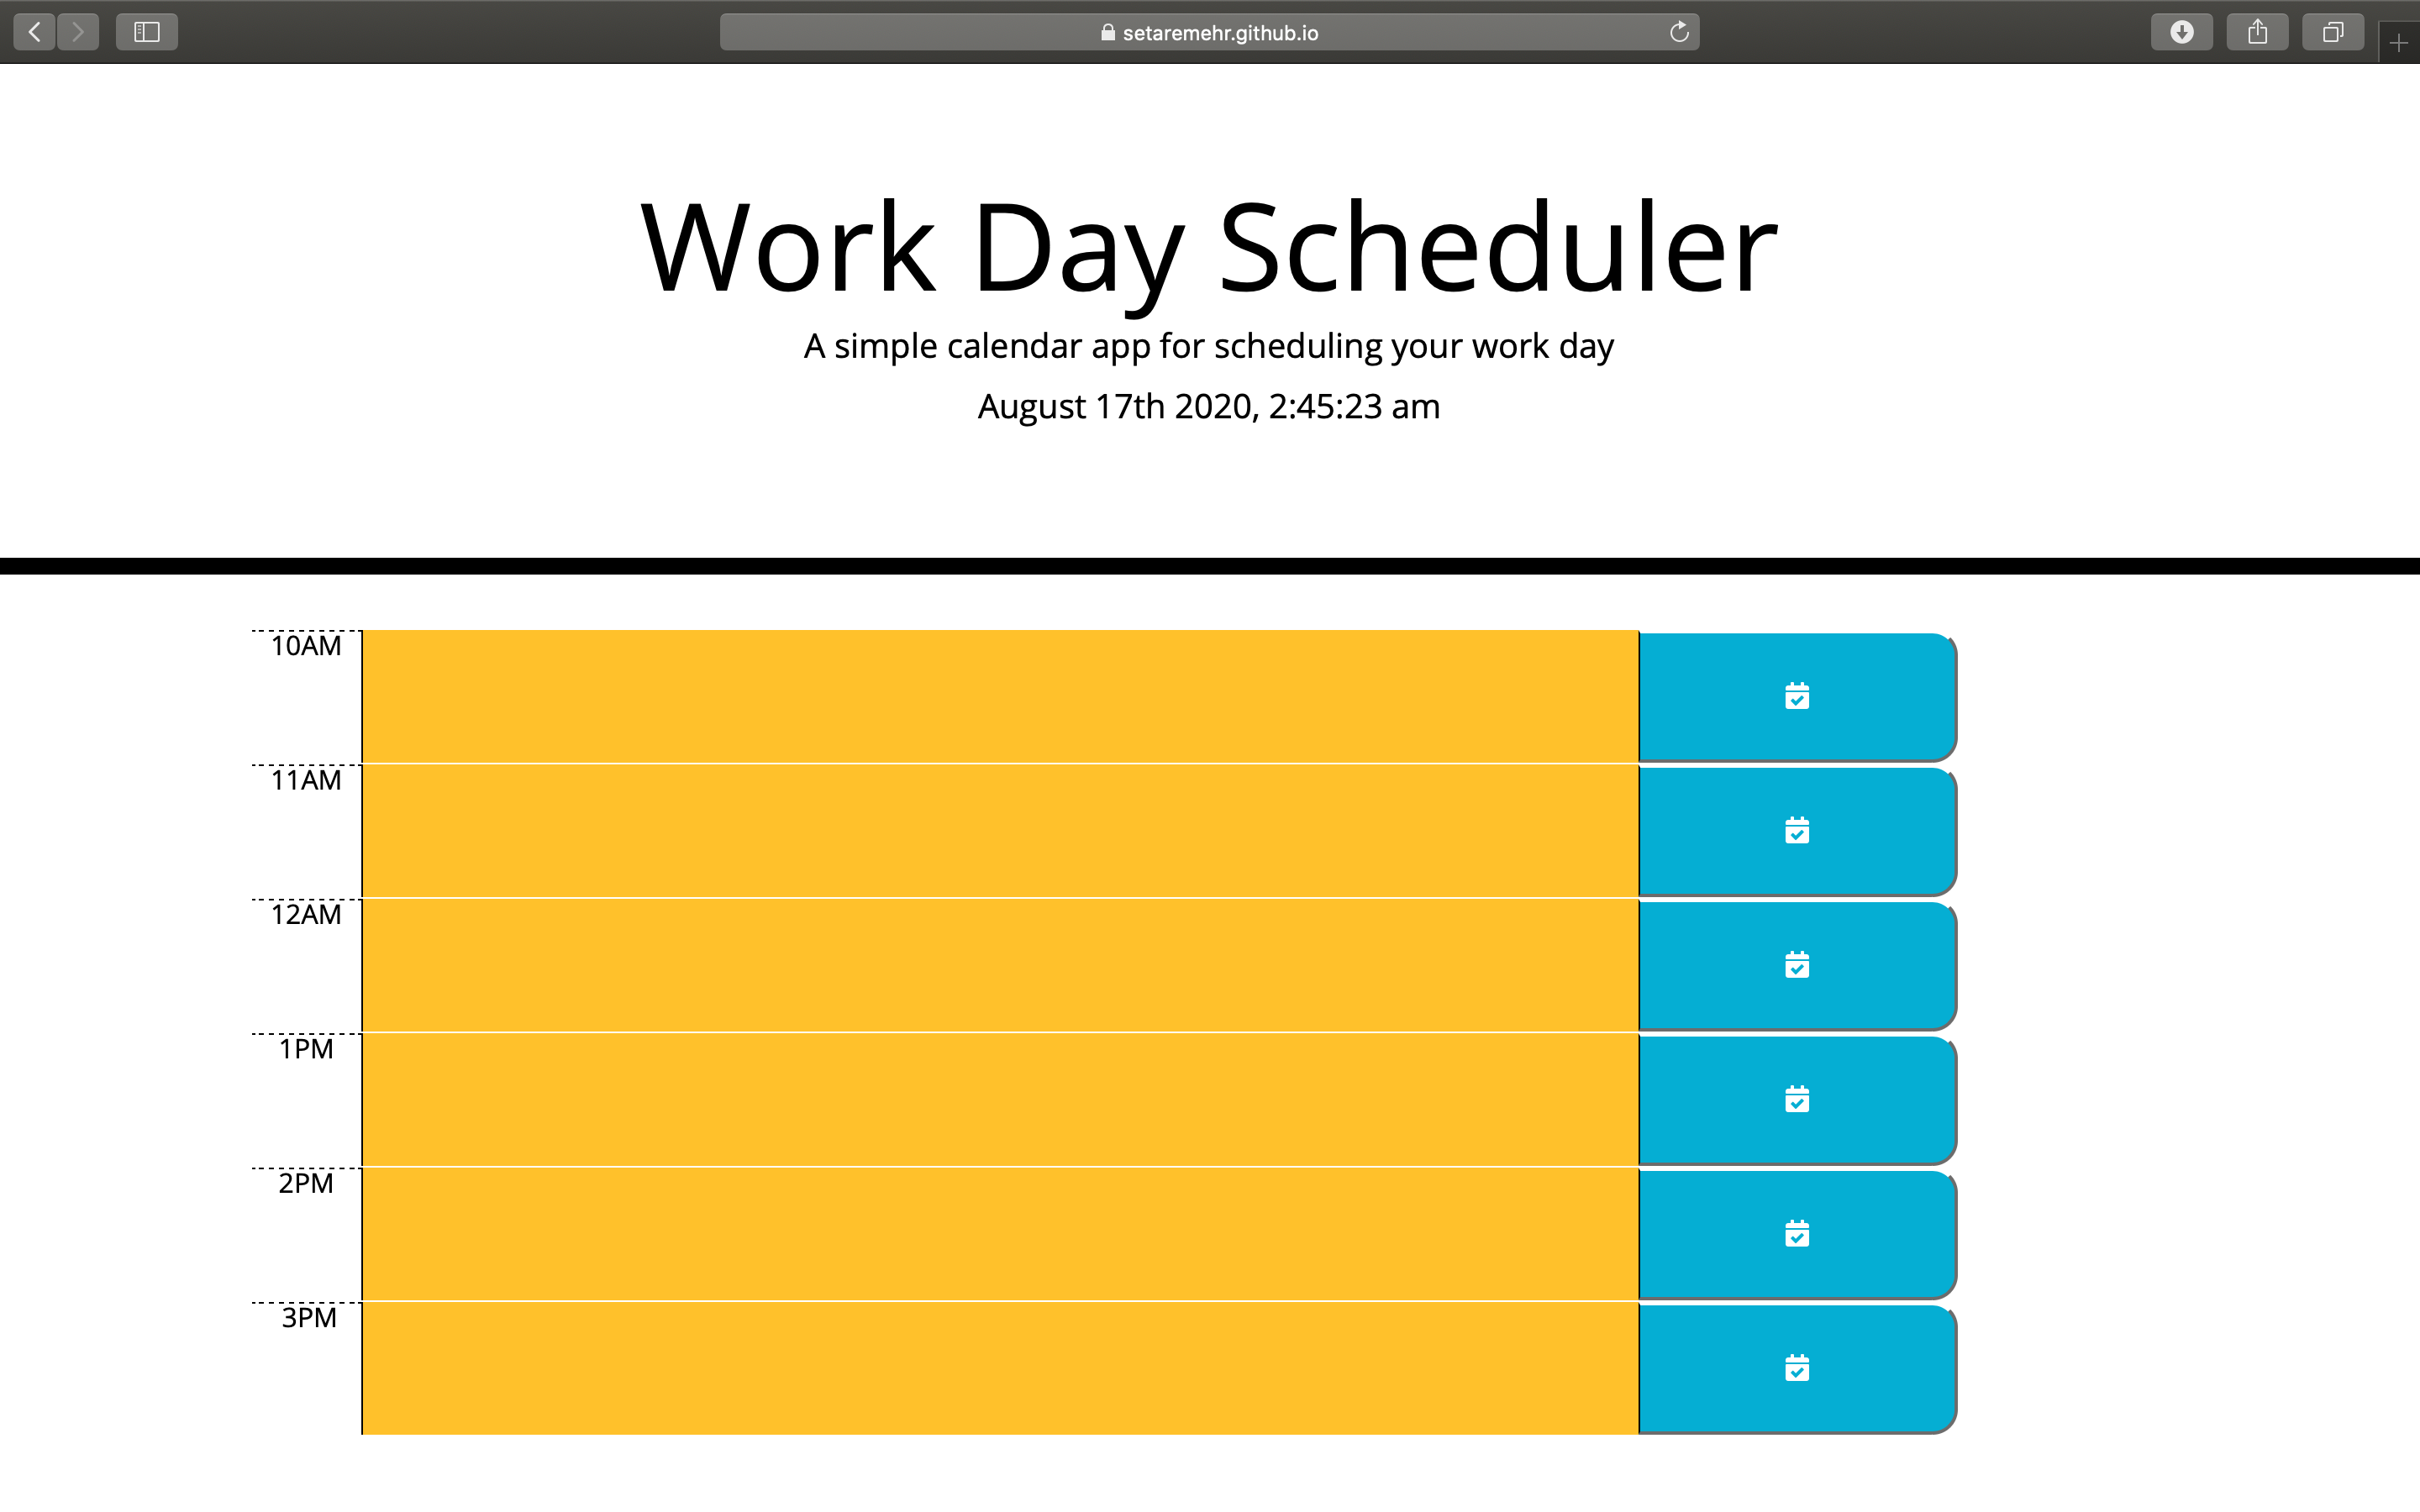 setaremehr.github.io
Work Day Scheduler
A simple calendar app for scheduling your work day
August 17th 2020, 2:45:23 am
10AM
11AM
12AM
1PM
2PM
3PM